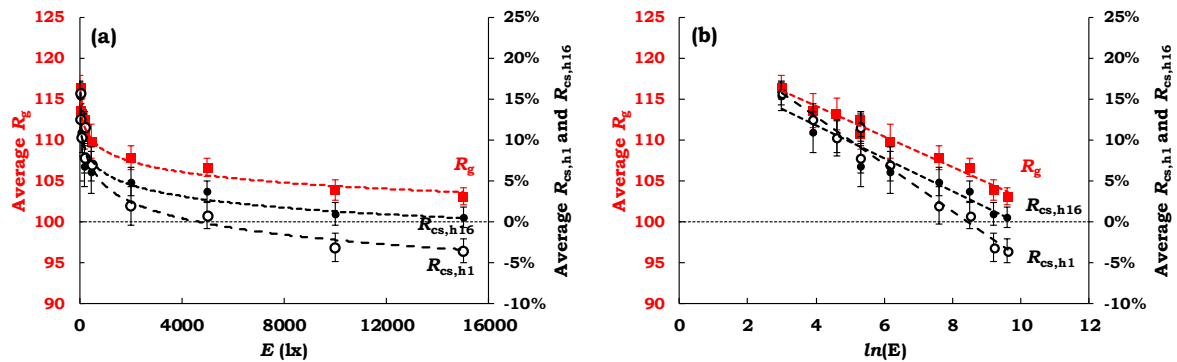 (a)
125
120
115
110
105
100
95
90
Average Rg
25%
20%
15%
10%
5%
0%
-5%
-10%
Average Rcs,h1 and Rcs,h16
Rg
Rcs,h16
Rcs,h1
0 4000 8000 12000 16000
E (lx)
(b)
125
120
115
110
105
100
95
90
Average Rg
25%
20%
15%
10%
5%
0%
-5%
-10%
Average Rcs,h1 and Rcs,h16
Rg
Rcs,h16
Rcs,h1
0 2 4 6 8 10 12
ln(E)